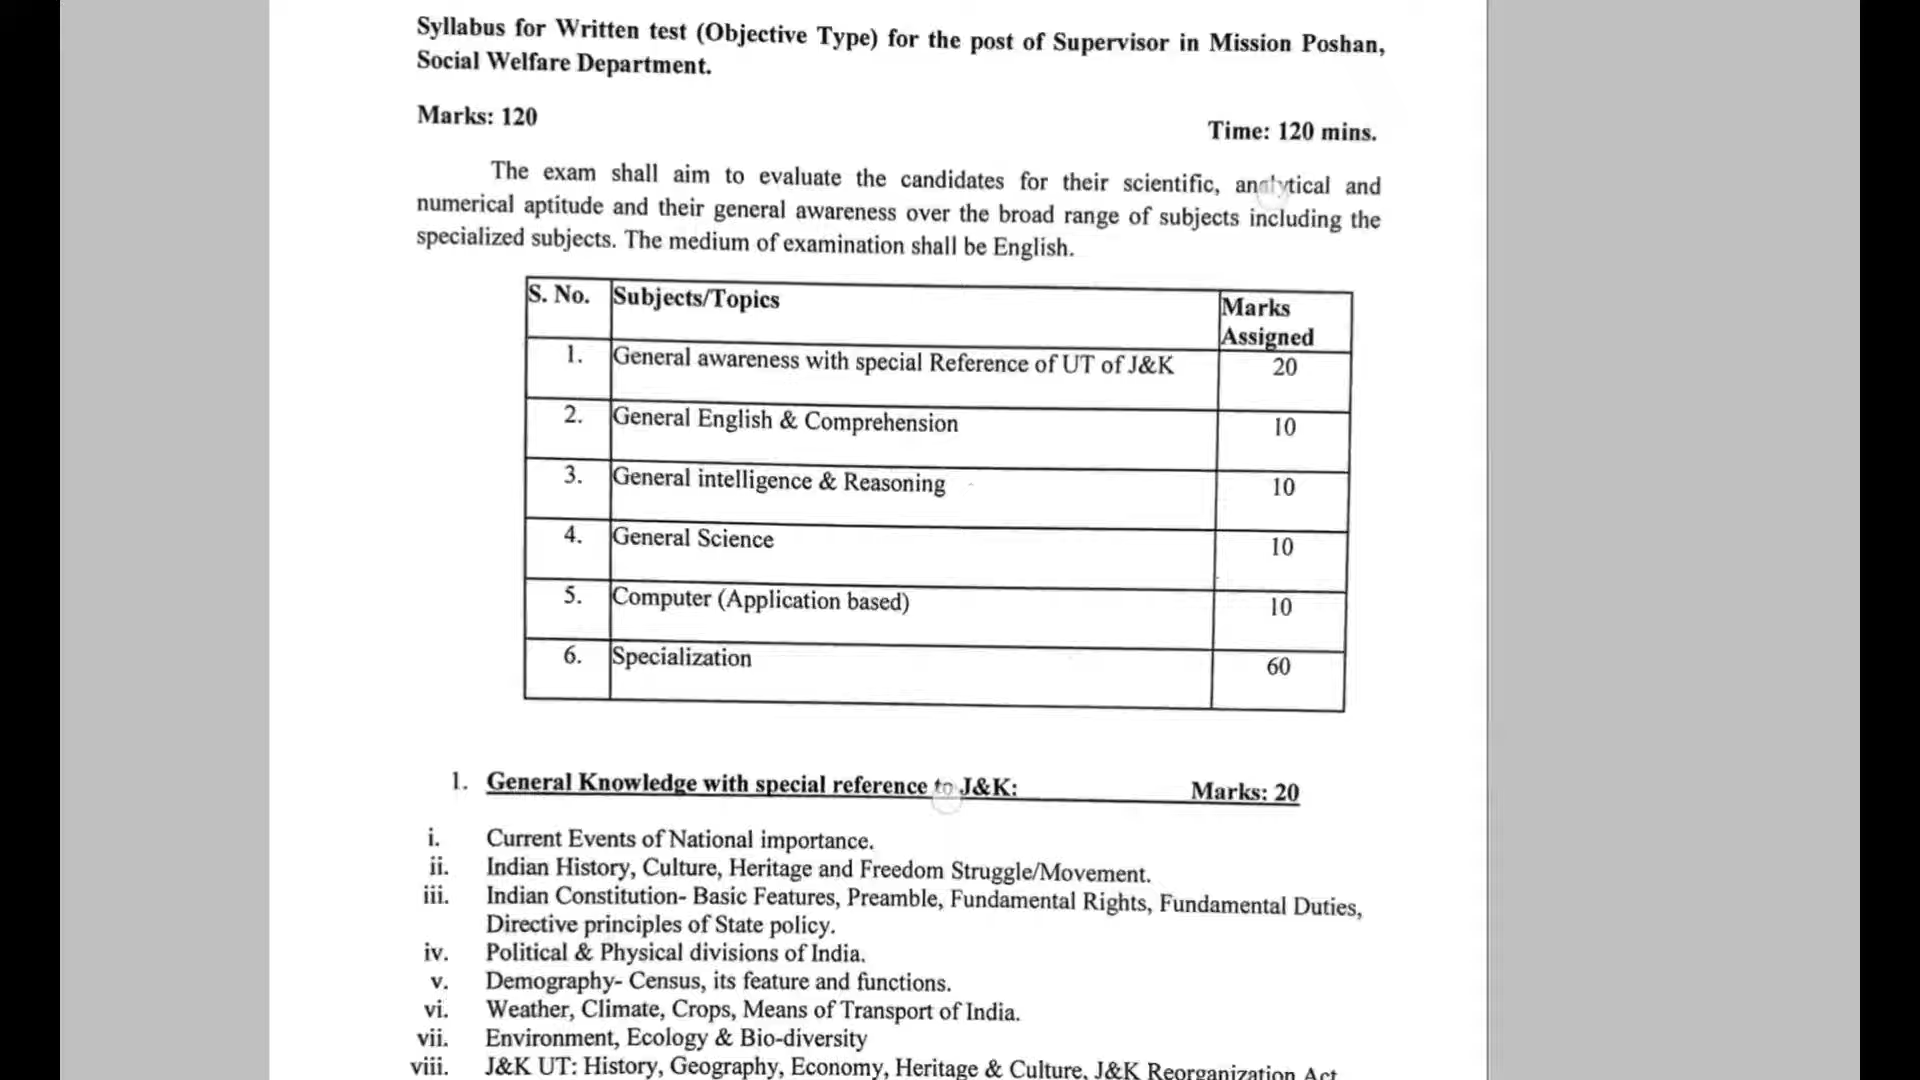 Syllabus for Written test (Objective Type) for the post of Supervisor in Mission Poshan,
Social Welfare Department.
Marks: 120
Time: 120 mins.
The exam shall aim to evaluate the candidates for their scientific, analytical and
numerical aptitude and their general awareness over the broad range of subjects including the
specialized subjects. The medium of examination shall be English.
S. No. Subjects/Topics Marks
Assigned
1. General awareness with special Reference of UT of J&K 20
2. General English & Comprehension 10
3. General intelligence & Reasoning 10
4. General Science 10
5. Computer (Application based) 10
6. Specialization 60
1. General Knowledge with special reference to J&K: Marks: 20
i. Current Events of National importance.
ii. Indian History, Culture, Heritage and Freedom Struggle/Movement.
iii. Indian Constitution- Basic Features, Preamble, Fundamental Rights, Fundamental Duties,
Directive principles of State policy.
iv. Political & Physical divisions of India.
v. Demography- Census, its feature and functions.
vi. Weather, Climate, Crops, Means of Transport of India.
vii. Environment, Ecology & Bio-diversity
viii. J&K UT: History, Geography, Economy, Heritage & Culture, J&K Reorganization Act